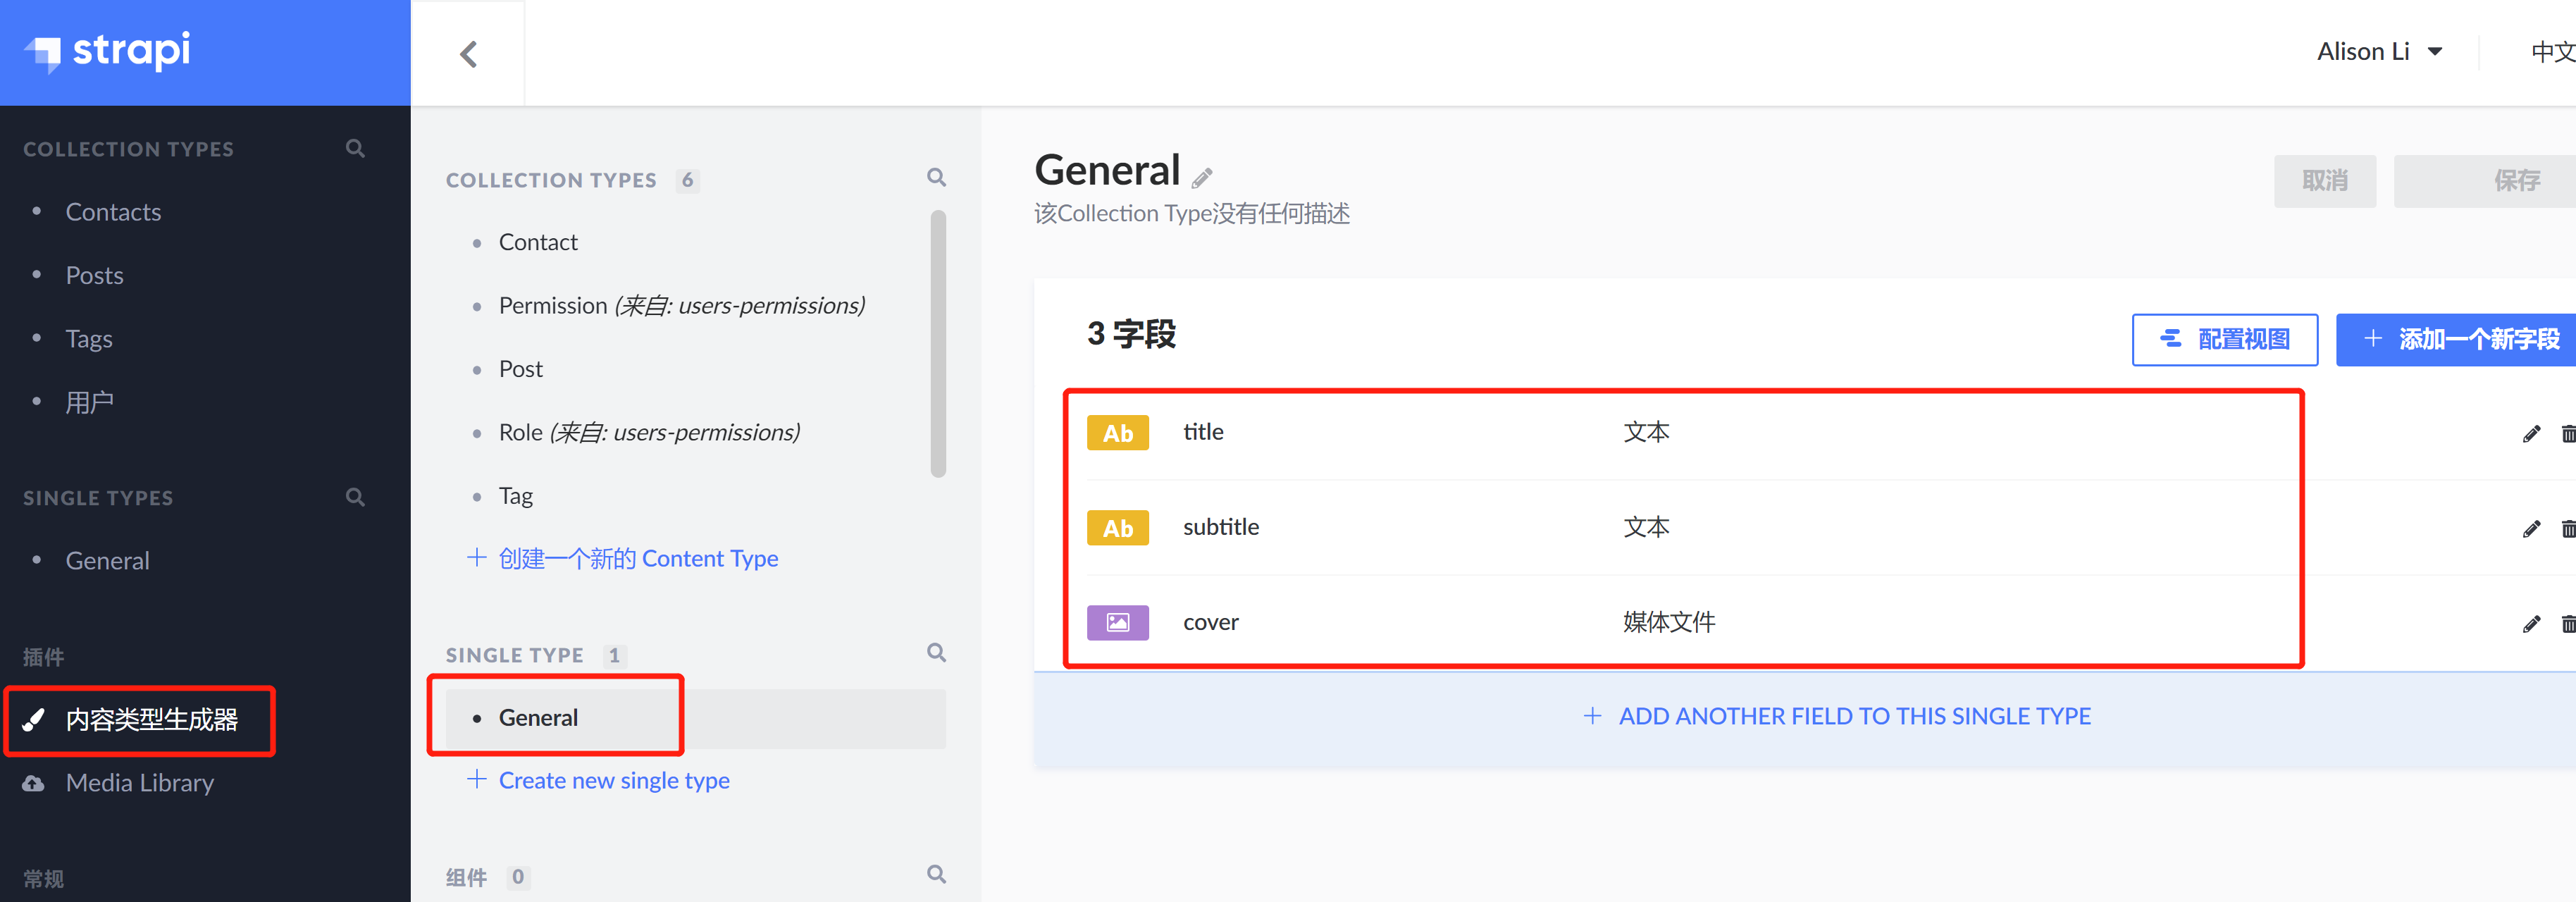 strapi
Alison Li
中文
COLLECTION TYPES
Contacts
Posts
Tags
用户
SINGLE TYPES
General
插件
内容类型生成器
Media Library
常规
COLLECTION TYPES 6
Contact
Permission (来自: users-permissions)
Post
Role (来自: users-permissions)
Tag
创建一个新的 Content Type
SINGLE TYPE 1
General
Create new single type
组件 0
General
该Collection Type没有任何描述
取消
保存
3 字段
配置视图
添加一个新字段
Ab title 文本
Ab subtitle 文本
cover 媒体文件
ADD ANOTHER FIELD TO THIS SINGLE TYPE